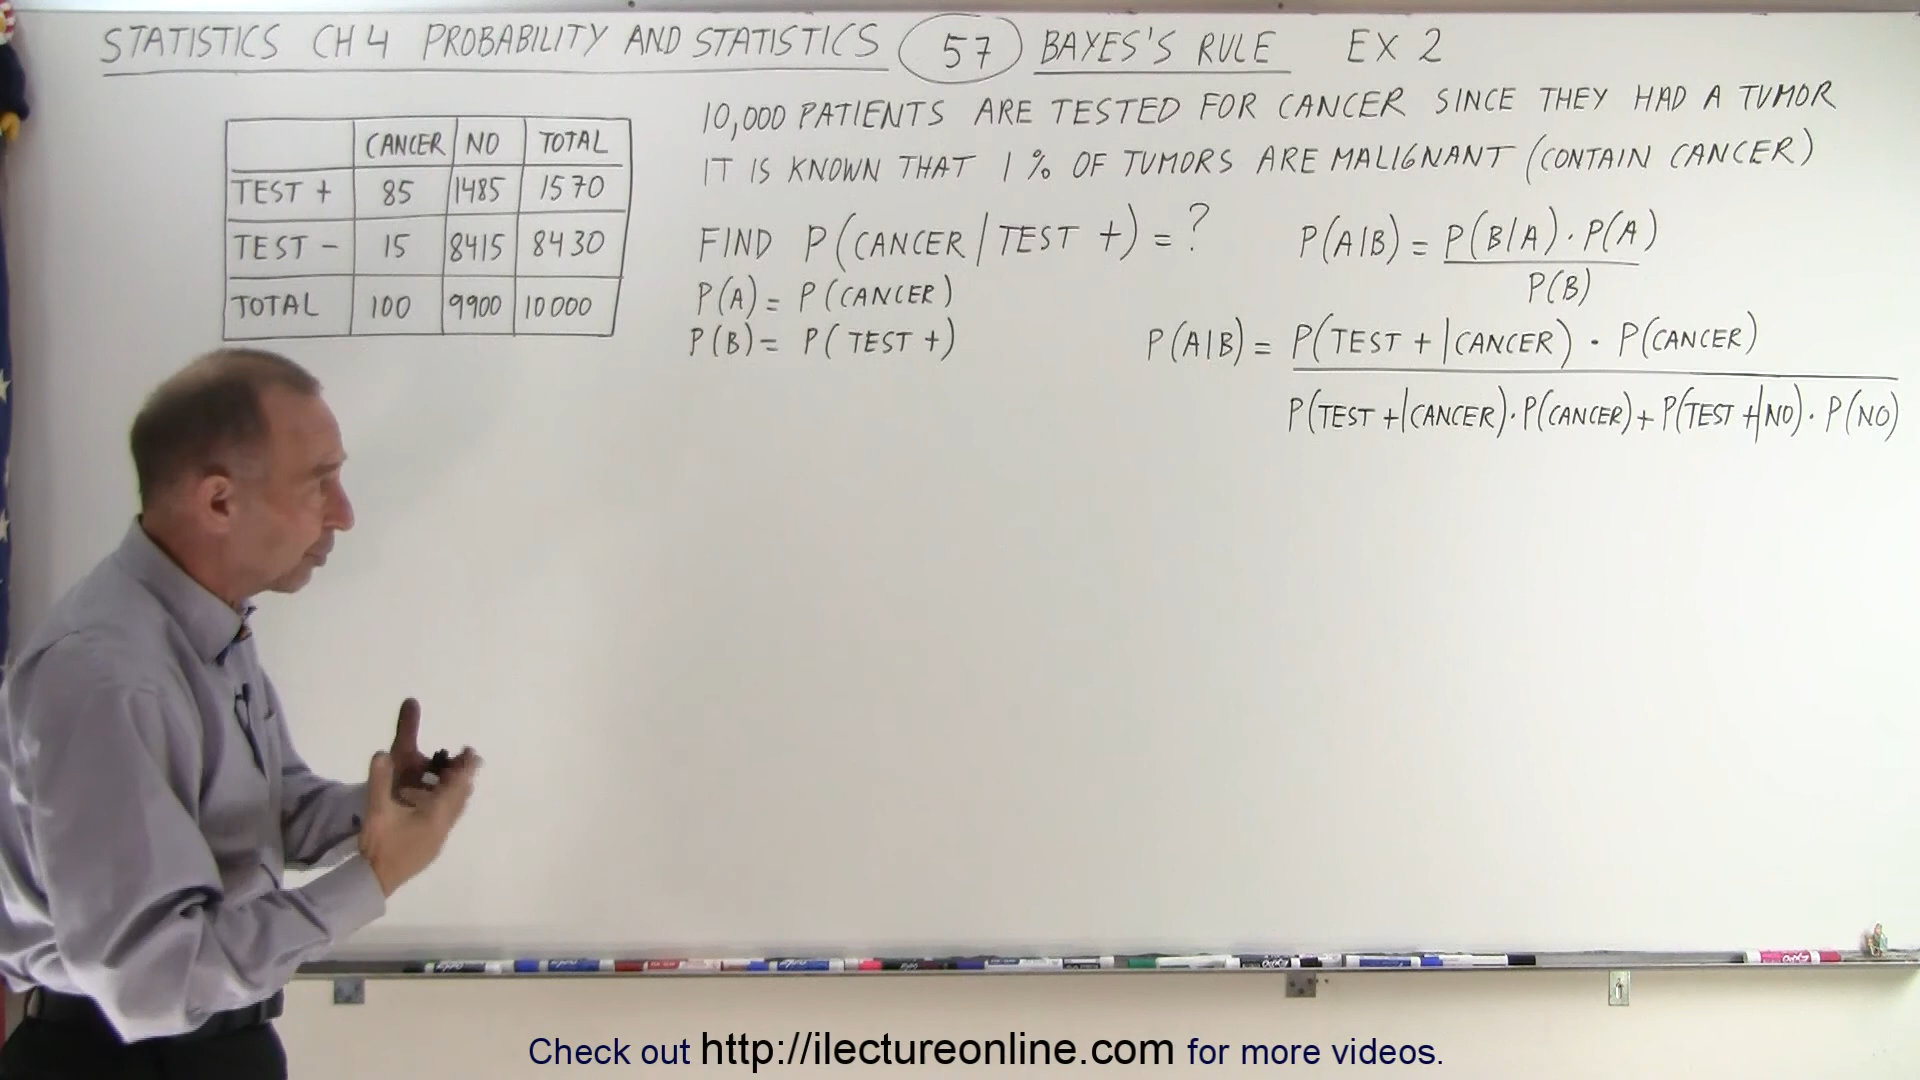 STATISTICS CH 4 PROBABILITY AND STATISTICS 57 BAYES'S RULE EX 2
CANCER NO TOTAL
TEST + 85 1485 1570
TEST - 15 8415 8430
TOTAL 100 9900 10000
10,000 PATIENTS ARE TESTED FOR CANCER SINCE THEY HAD A TUMOR
IT IS KNOWN THAT 1 % OF TUMORS ARE MALIGNANT (CONTAIN CANCER)
FIND P(CANCER/TEST +) = ?
P(A) = P(CANCER)
P(B) = P(TEST +)
P(A|B) = P(B/A) · P(A)
P(B)
P(A|B) = P(TEST +|CANCER) · P(CANCER)
P(TEST +|CANCER)·P(CANCER) + P(TEST +|NO) · P(NO)
Check out http://ilectureonline.com for more videos.